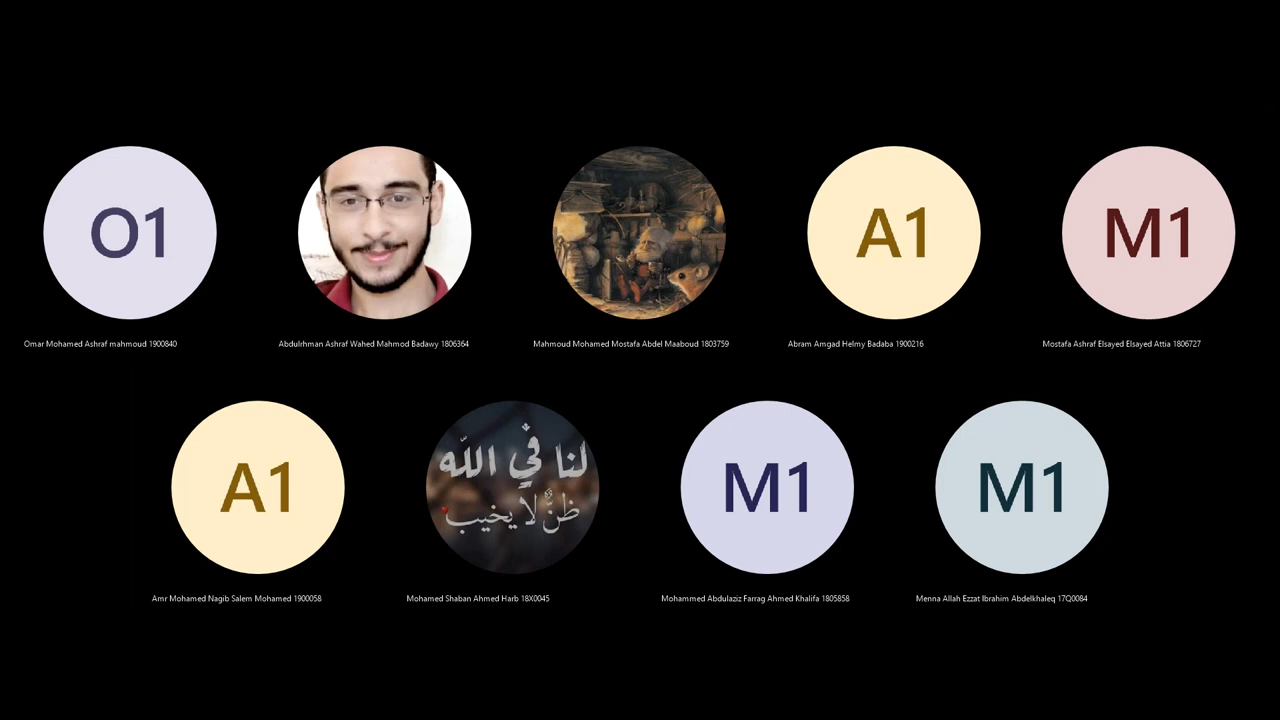 O1
A1
M1
Omar Mohamed Ashraf mahmoud 1900840
Abdulrhman Ashraf Wahed Mahmod Badawy 1806364
Mahmoud Mohamed Mostafa Abdel Maaboud 1803759
Abram Amgad Helmy Badaba 1900216
Mostafa Ashraf Elsayed Elsayed Attia 1806727
A1
لنا في الله
ظنٌّ لا يخيب
M1
M1
Amr Mohamed Nagib Salem Mohamed 1900058
Mohamed Shaban Ahmed Harb 18X0045
Mohammed Abdulaziz Farrag Ahmed Khalifa 1805858
Menna Allah Ezzat Ibrahim Abdelkhaleq 17Q0084